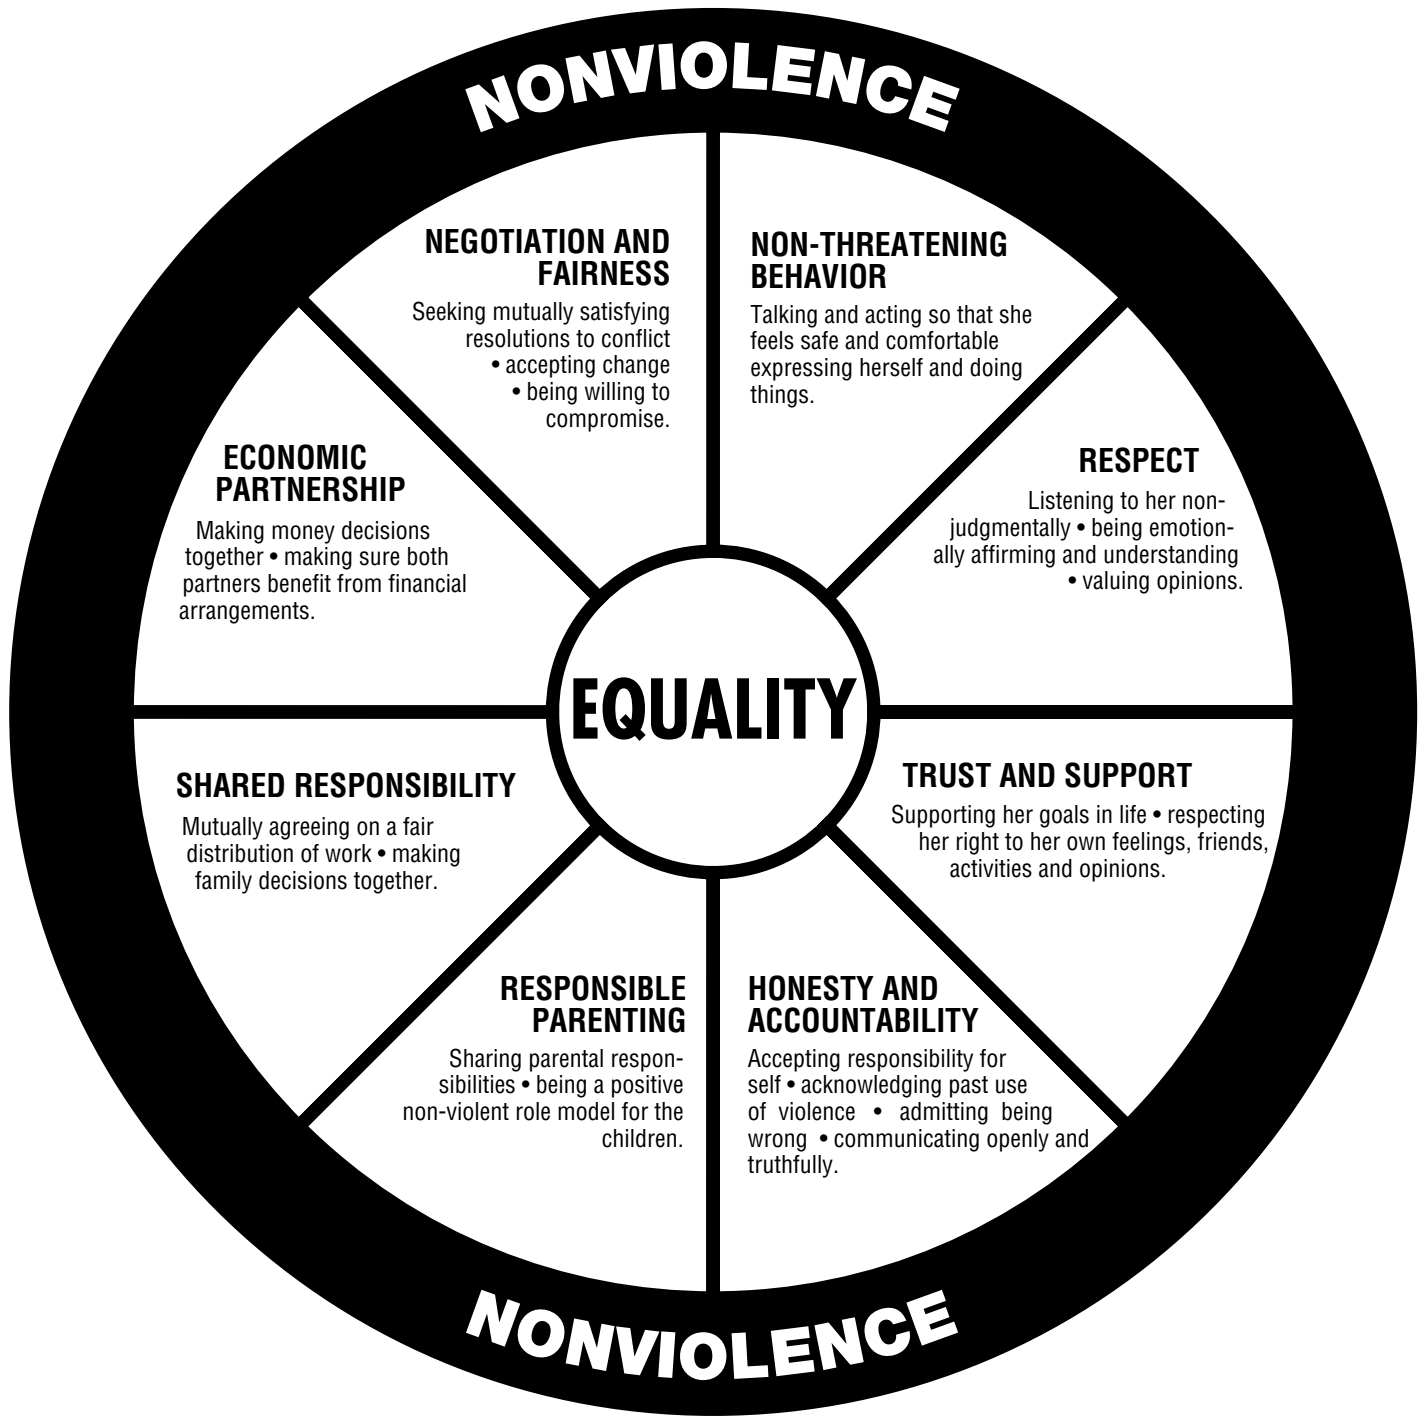 NONVIOLENCE
NEGOTIATION AND
FAIRNESS
Seeking mutually satisfying
resolutions to conflict
• accepting change
• being willing to
compromise.
NON-THREATENING
BEHAVIOR
Talking and acting so that she
feels safe and comfortable
expressing herself and doing
things.
ECONOMIC
PARTNERSHIP
Making money decisions
together • making sure both
partners benefit from financial
arrangements.
RESPECT
Listening to her non-
judgmentally • being emotion-
ally affirming and understanding
• valuing opinions.
EQUALITY
SHARED RESPONSIBILITY
Mutually agreeing on a fair
distribution of work • making
family decisions together.
TRUST AND SUPPORT
Supporting her goals in life • respecting
her right to her own feelings, friends,
activities and opinions.
RESPONSIBLE
PARENTING
Sharing parental respon-
sibilities • being a positive
non-violent role model for the
children.
HONESTY AND
ACCOUNTABILITY
Accepting responsibility for
self • acknowledging past use
of violence • admitting being
wrong • communicating openly and
truthfully.
NONVIOLENCE